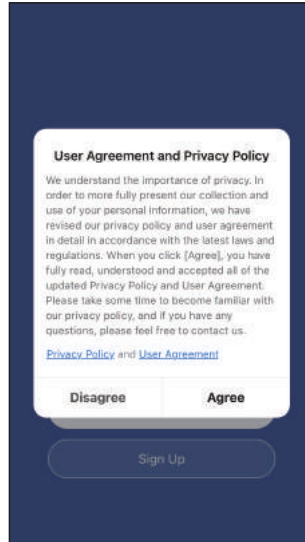 User Agreement and Privacy Policy
We understand the importance of privacy. In
order to more fully present our collection and
use of your personal information, we have
revised our privacy policy and user agreement
in detail in accordance with the latest laws and
regulations. When you click [Agree], you have
fully read, understood and accepted all of the
updated Privacy Policy and User Agreement.
Please take some time to become familiar with
our privacy policy, and if you have any
questions, please feel free to contact us.
Privacy Policy and User Agreement
Disagree Agree
Sign Up